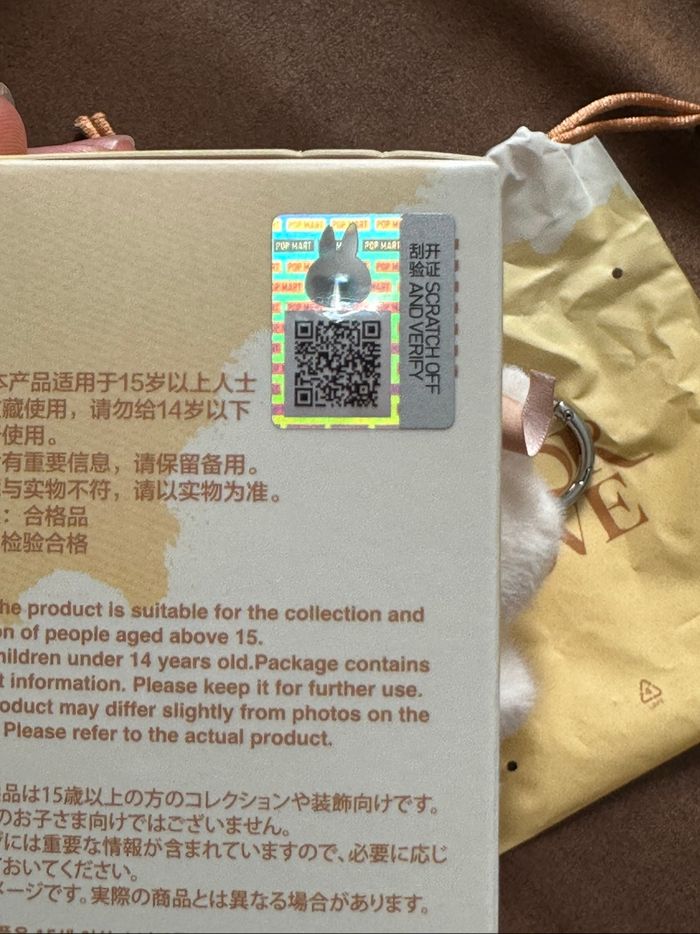 POP MART
POP MART
刮开
验证
SCRATCH OFF
AND VERIFY
本产品适用于15岁以上人士
藏使用，请勿给14岁以下
使用。
有重要信息，请保留备用。
与实物不符，请以实物为准。
：合格品
检验合格
he product is suitable for the collection and
on of people aged above 15.
hildren under 14 years old.Package contains
t information. Please keep it for further use.
oduct may differ slightly from photos on the
Please refer to the actual product.
品は15歳以上の方のコレクションや装飾向けです。
のお子さま向けではございません。
には重要な情報が含まれていますので、必要に応じ
おいてください。
メージです。実際の商品とは異なる場合があります。
OR
VE